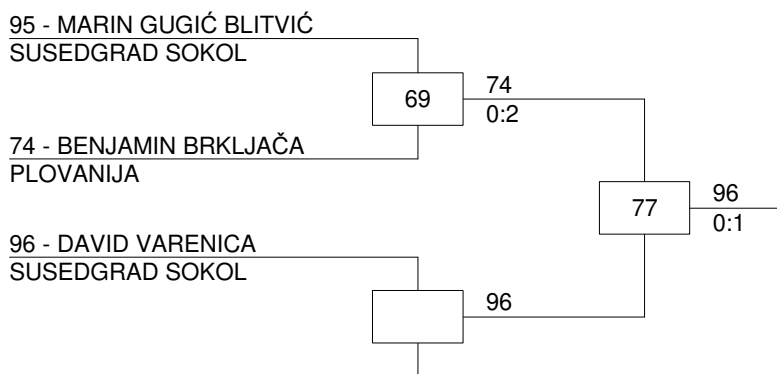 95 - MARIN GUGIĆ BLITVIĆ
SUSEDGRAD SOKOL
69
74
0:2
74 - BENJAMIN BRKLJAČA
PLOVANIJA
77
96
0:1
96 - DAVID VARENICA
SUSEDGRAD SOKOL
96